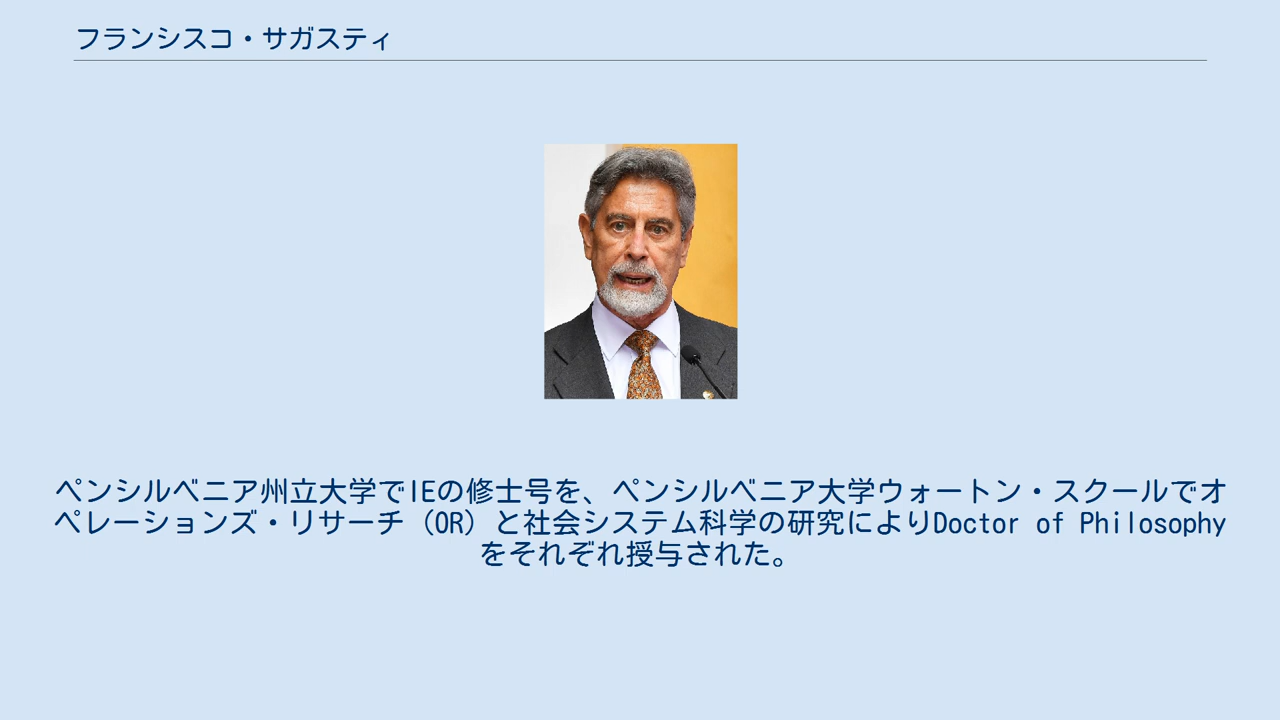 フランシスコ・サガスティ
ペンシルベニア州立大学でIEの修士号を、ペンシルベニア大学ウォートン・スクールでオ
ペレーションズ・リサーチ（OR）と社会システム科学の研究によりDoctor of Philosophy
をそれぞれ授与された。